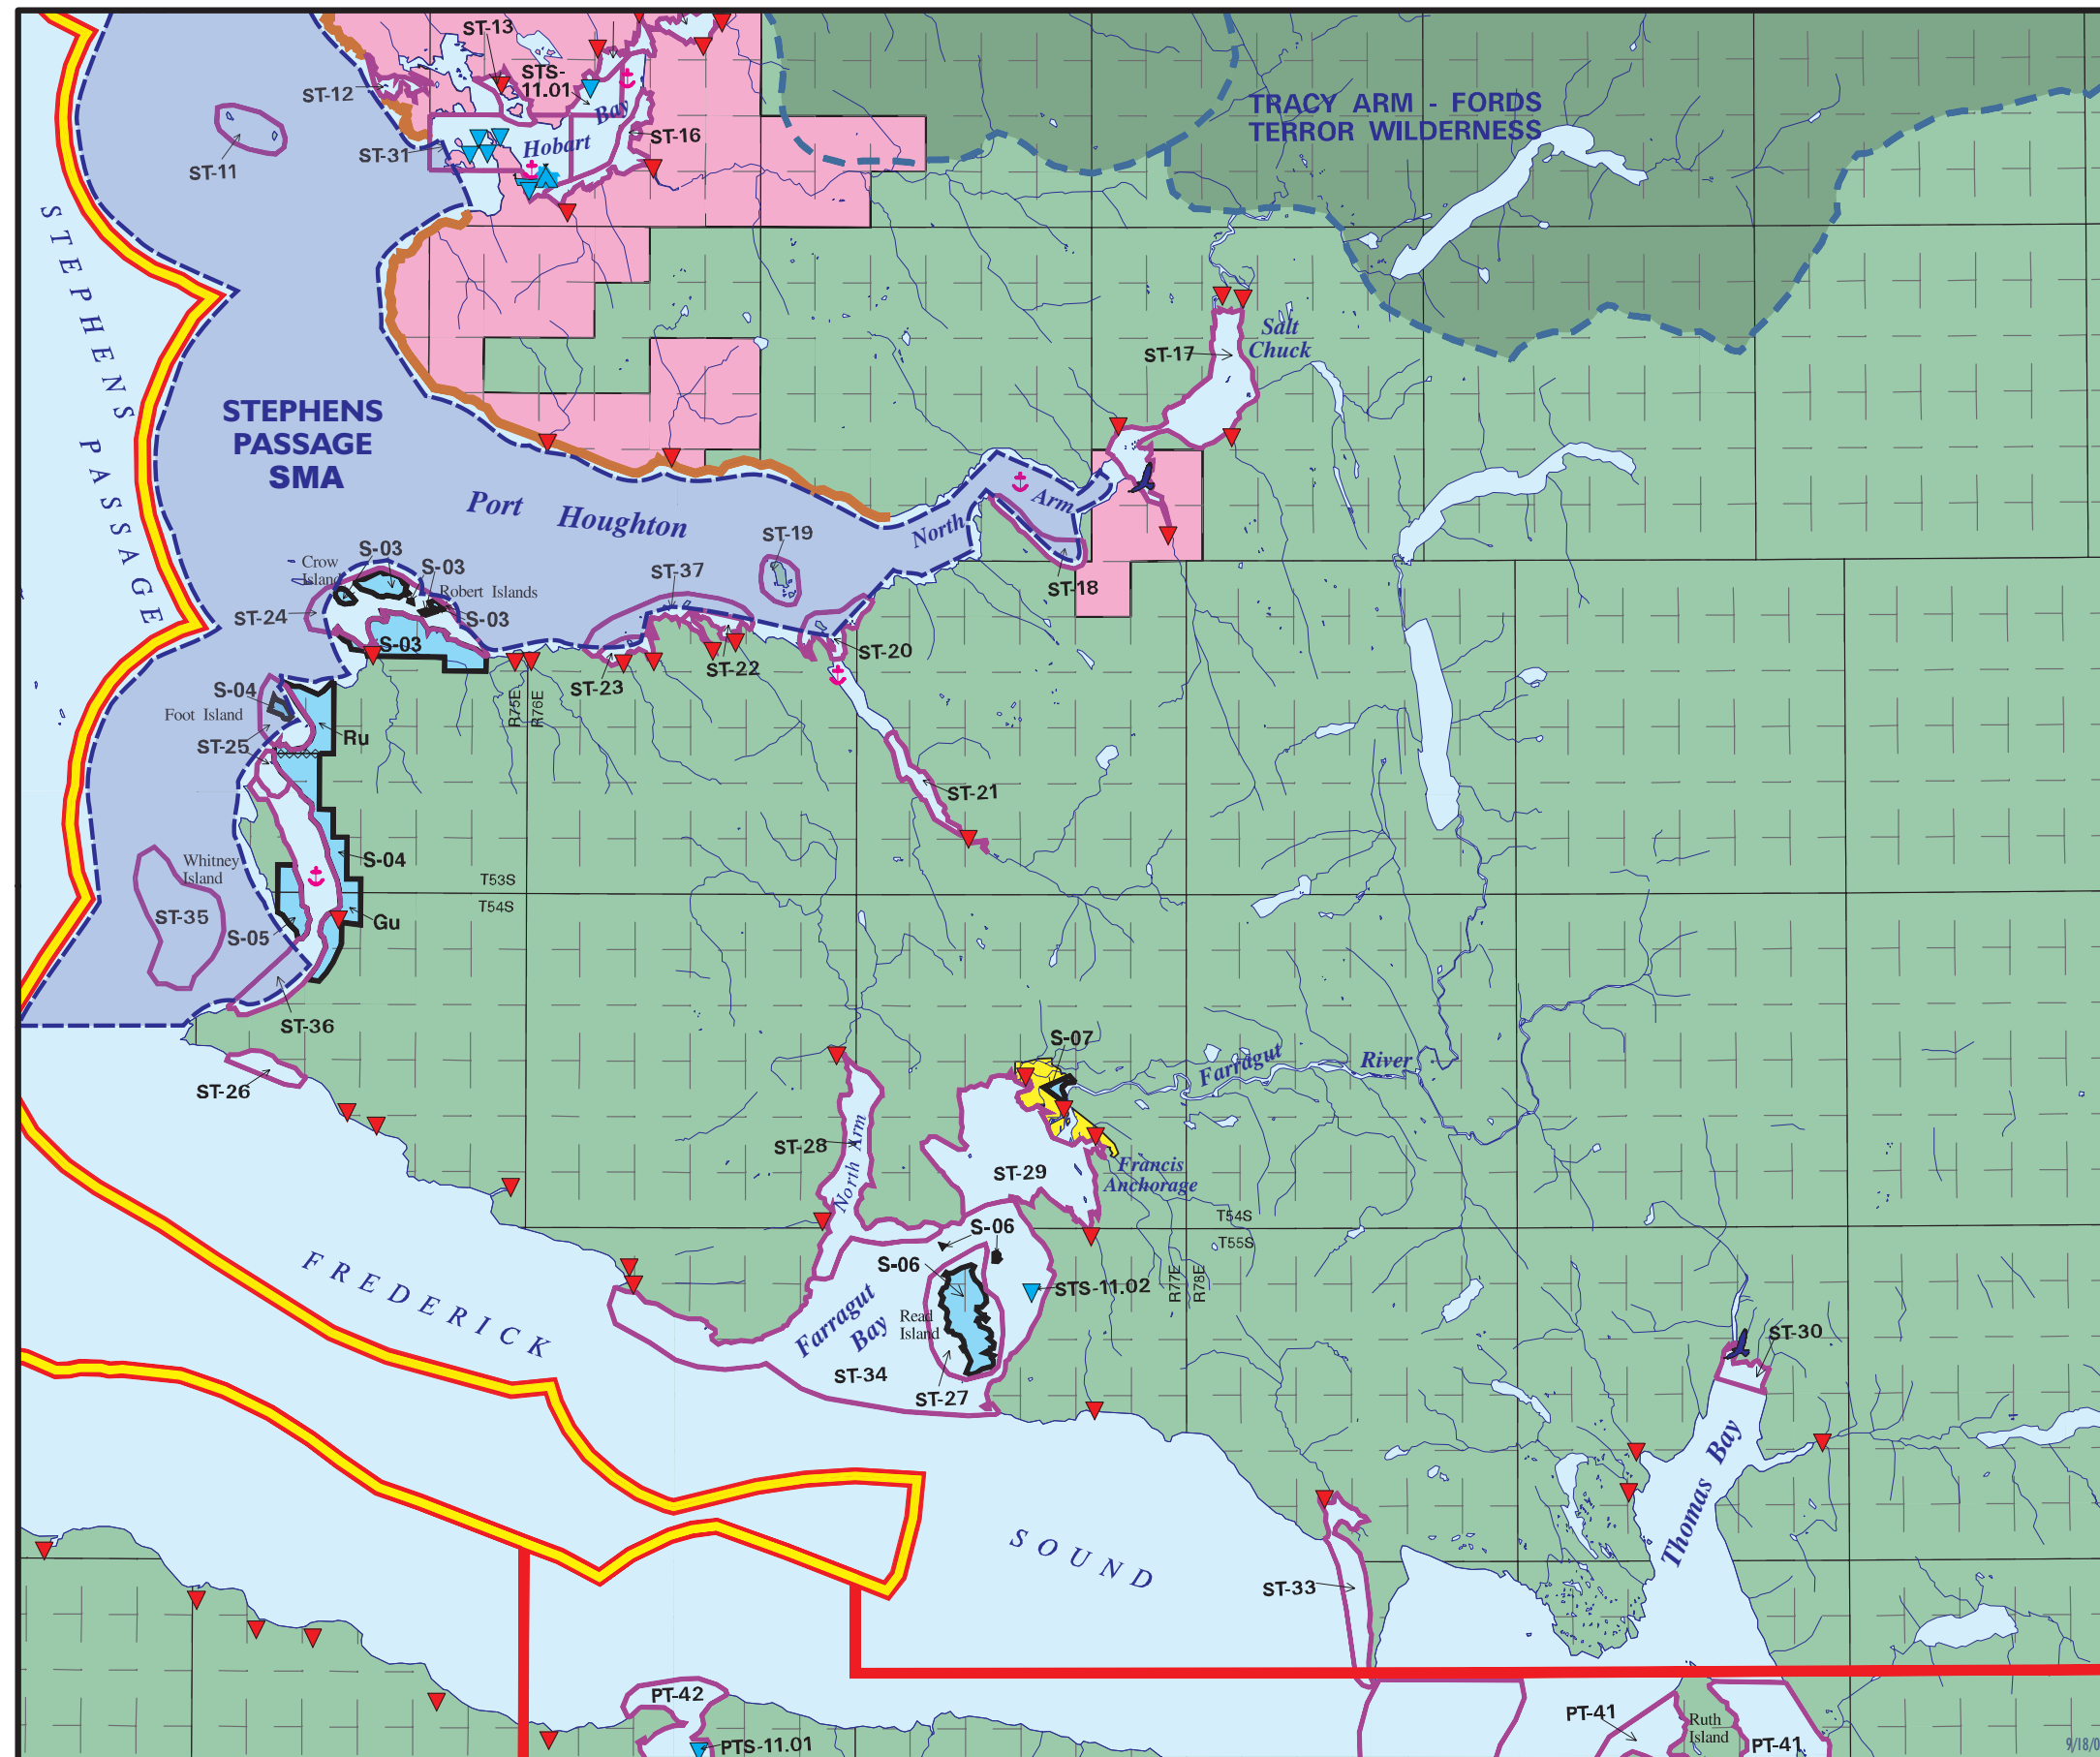 ST-13
STS-
11.01
ST-12
Bay
Hobart
ST-16
ST-31
ST-11
TRACY ARM - FORDS
TERROR WILDERNESS
STEPHENS PASSAGE
Salt
Chuck
ST-17
STEPHENS
PASSAGE
SMA
Port Houghton
North Arm
ST-19
ST-18
S-03
Crow
Island
S-03
Robert Islands
S-03
ST-24
S-03
ST-37
ST-20
ST-22
ST-23
R75E
R76E
S-04
Foot Island
ST-25
Ru
ST-21
Whitney
Island
S-04
T53S
T54S
ST-35
S-05
Gu
ST-36
ST-26
S-07
Farragut River
ST-28
North Arm
ST-29
Francis
Anchorage
T54S
T55S
S-06
S-06
R77E
R78E
STS-11.02
Farragut
Bay
Read
Island
ST-34
ST-27
ST-30
FREDERICK
SOUND
Thomas Bay
ST-33
PT-42
PTS-11.01
PT-41
Ruth
Island
PT-41